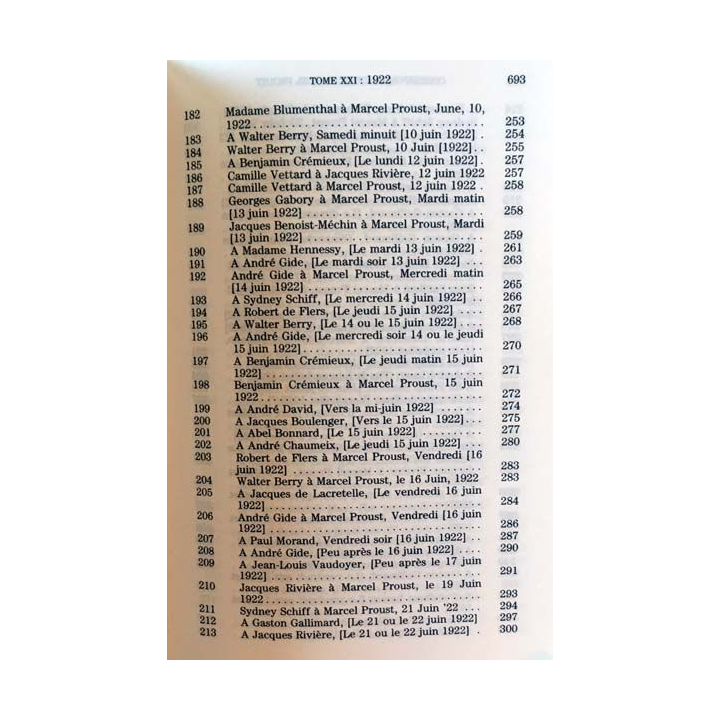 TOME XXI : 1922 693
182 Madame Blumenthal à Marcel Proust, June, 10,
1922 . . . . . . . . . . . . . . . . . . . . . . . . . . . . . . . . . . 253
183 A Walter Berry, Samedi minuit [10 juin 1922] . 254
184 Walter Berry à Marcel Proust, 10 Juin [1922] . . 255
185 A Benjamin Crémieux, [Le lundi 12 juin 1922] . 257
186 Camille Vettard à Jacques Rivière, 12 juin 1922 257
187 Camille Vettard à Marcel Proust, 12 juin 1922 . 258
188 Georges Gabory à Marcel Proust, Mardi matin
[13 juin 1922] . . . . . . . . . . . . . . . . . . . . . . . . . . 258
189 Jacques Benoist-Méchin à Marcel Proust, Mardi
[13 juin 1922] . . . . . . . . . . . . . . . . . . . . . . . . . . 259
190 A Madame Hennessy, [Le mardi 13 juin 1922] . 261
191 A André Gide, [Le mardi soir 13 juin 1922] . . . 263
192 André Gide à Marcel Proust, Mercredi matin
[14 juin 1922] . . . . . . . . . . . . . . . . . . . . . . . . . . 265
193 A Sydney Schiff, [Le mercredi 14 juin 1922] . . 266
194 A Robert de Flers, [Le jeudi 15 juin 1922] . . . . 267
195 A Walter Berry, [Le 14 ou le 15 juin 1922] . . . . 268
196 A André Gide, [Le mercredi soir 14 ou le jeudi
15 juin 1922] . . . . . . . . . . . . . . . . . . . . . . . . . . . 270
197 A Benjamin Crémieux, [Le jeudi matin 15 juin
1922] . . . . . . . . . . . . . . . . . . . . . . . . . . . . . . . . . 271
198 Benjamin Crémieux à Marcel Proust, 15 juin
1922 . . . . . . . . . . . . . . . . . . . . . . . . . . . . . . . . . . 272
199 A André David, [Vers la mi-juin 1922] . . . . . . . 274
200 A Jacques Boulenger, [Vers le 15 juin 1922] . . . 275
201 A Abel Bonnard, [Le 15 juin 1922] . . . . . . . . . . 277
202 A André Chaumeix, [Le jeudi 15 juin 1922] . . . 280
203 Robert de Flers à Marcel Proust, Vendredi [16
juin 1922] . . . . . . . . . . . . . . . . . . . . . . . . . . . . . 283
204 Walter Berry à Marcel Proust, le 16 Juin, 1922 283
205 A Jacques de Lacretelle, [Le vendredi 16 juin
1922] . . . . . . . . . . . . . . . . . . . . . . . . . . . . . . . . . 284
206 André Gide à Marcel Proust, Vendredi [16 juin
1922] . . . . . . . . . . . . . . . . . . . . . . . . . . . . . . . . . 286
207 A Paul Morand, Vendredi soir [16 juin 1922] . . 287
208 A André Gide, [Peu après le 16 juin 1922] . . . . 290
209 A Jean-Louis Vaudoyer, [Peu après le 17 juin
1922] . . . . . . . . . . . . . . . . . . . . . . . . . . . . . . . . . 291
210 Jacques Rivière à Marcel Proust, le 19 Juin
1922 . . . . . . . . . . . . . . . . . . . . . . . . . . . . . . . . . . 293
211 Sydney Schiff à Marcel Proust, 21 Juin '22 . . . 294
212 A Gaston Gallimard, [Le 21 ou le 22 juin 1922] 297
213 A Jacques Rivière, [Le 21 ou le 22 juin 1922] . 300